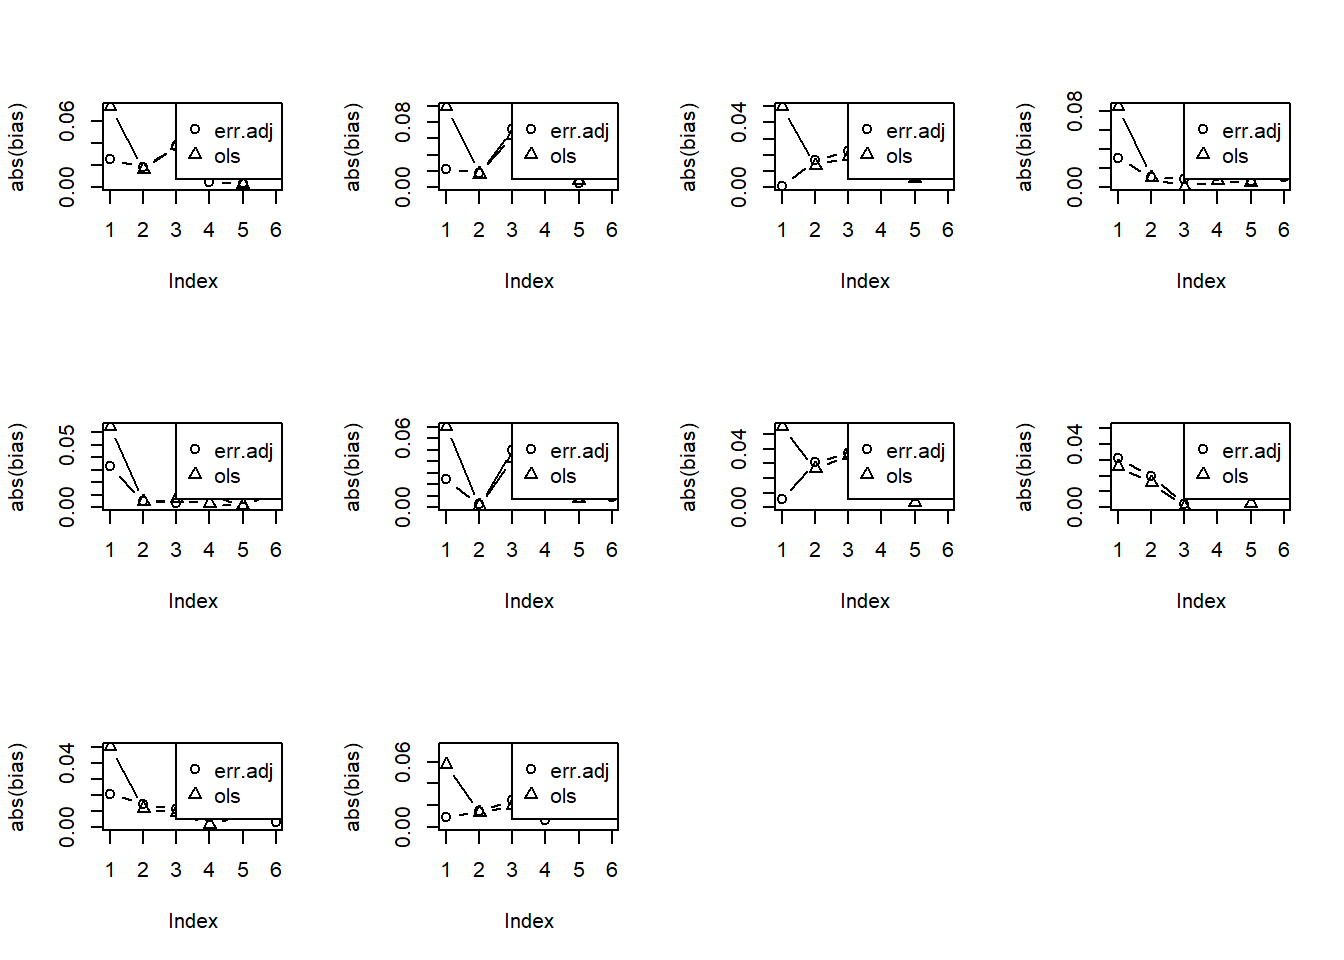 abs(bias)
0.00 0.06
err.adj
ols
1 2 3 4 5 6
Index
abs(bias)
0.00 0.08
err.adj
ols
1 2 3 4 5 6
Index
abs(bias)
0.00 0.04
err.adj
ols
1 2 3 4 5 6
Index
abs(bias)
0.00 0.08
err.adj
ols
1 2 3 4 5 6
Index
abs(bias)
0.00 0.05
err.adj
ols
1 2 3 4 5 6
Index
abs(bias)
0.00 0.06
err.adj
ols
1 2 3 4 5 6
Index
abs(bias)
0.00 0.04
err.adj
ols
1 2 3 4 5 6
Index
abs(bias)
0.00 0.04
err.adj
ols
1 2 3 4 5 6
Index
abs(bias)
0.00 0.04
err.adj
ols
1 2 3 4 5 6
Index
abs(bias)
0.00 0.06
err.adj
ols
1 2 3 4 5 6
Index